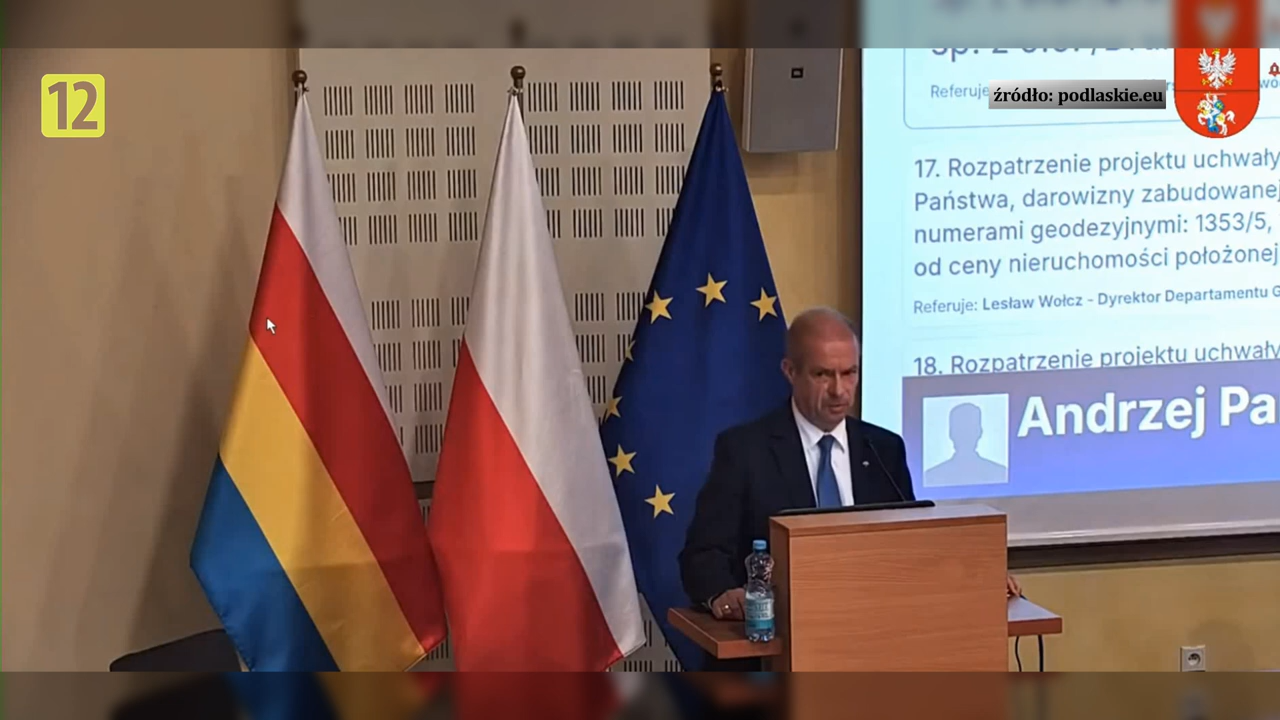 12
źródło: podlaskie.eu
Referuje
17. Rozpatrzenie projektu uchwały
Państwa, darowizny zabudowanej
numerami geodezyjnymi: 1353/5,
od ceny nieruchomości położonej
Referuje: Lesław Wołcz - Dyrektor Departamentu G
18. Rozpatrzenie projektu uchwały
Andrzej Pa